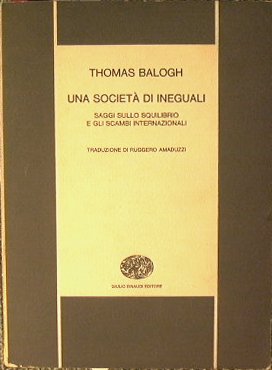 THOMAS BALOGH
UNA SOCIETÀ DI INEGUALI
SAGGI SULLO SQUILIBRIO
E GLI SCAMBI INTERNAZIONALI
TRADUZIONE DI RUGGERO AMADUZZI
GIULIO EINAUDI EDITORE